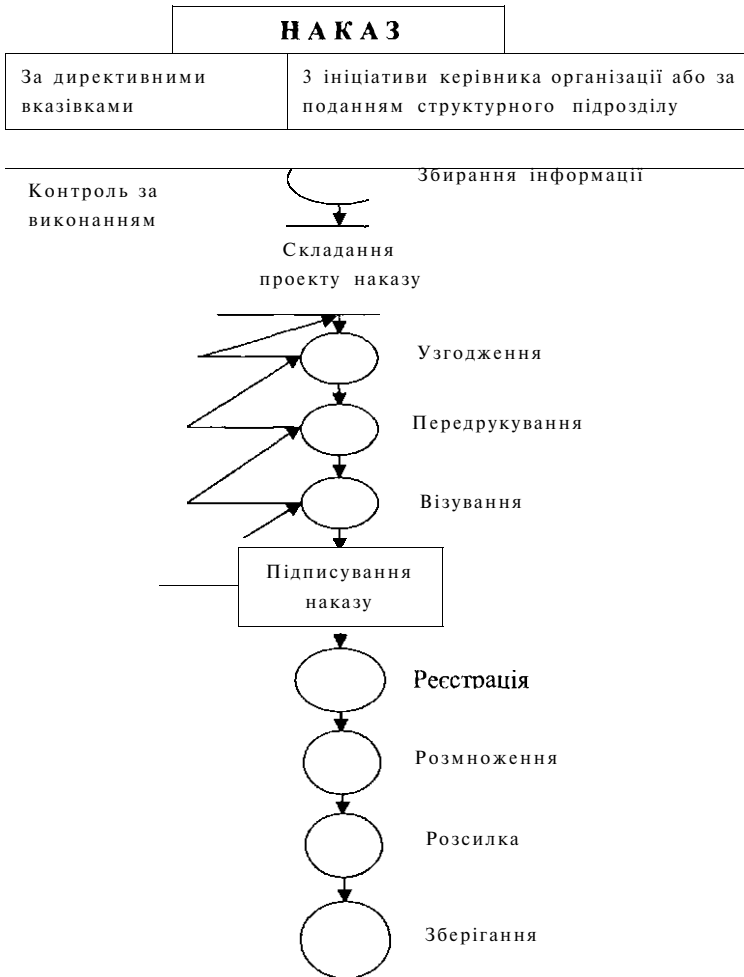 НАКАЗ
За директивними
вказівками
З ініціативи керівника організації або за
поданням структурного підрозділу
Збирання інформації
Контроль за
виконанням
Складання
проекту наказу
Узгодження
Передрукування
Візування
Підписування
наказу
Реєстрація
Розмноження
Розсилка
Зберігання